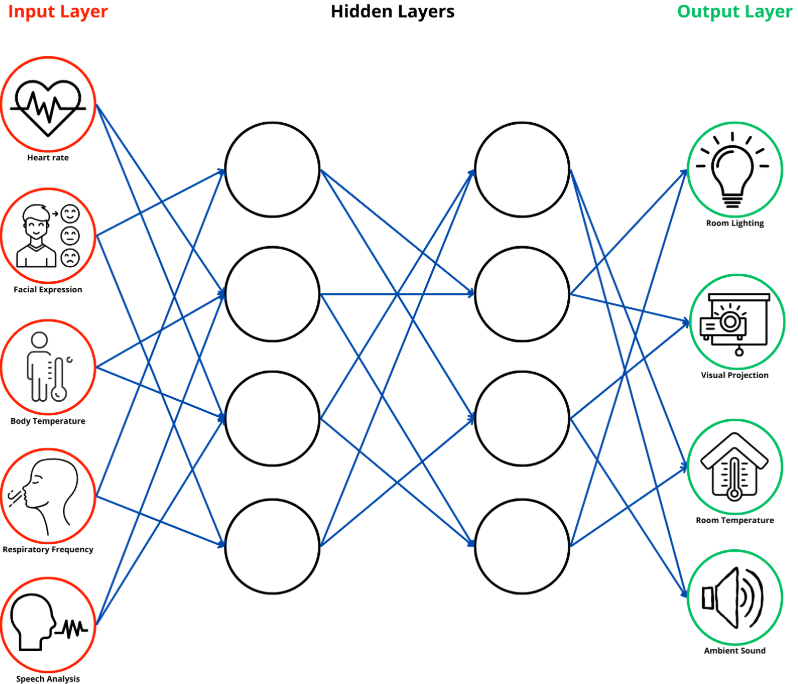 Input Layer
Hidden Layers
Output Layer
Heart rate
Facial Expression
Body Temperature
Respiratory Frequency
Speech Analysis
Room Lighting
Visual Projection
Room Temperature
Ambient Sound